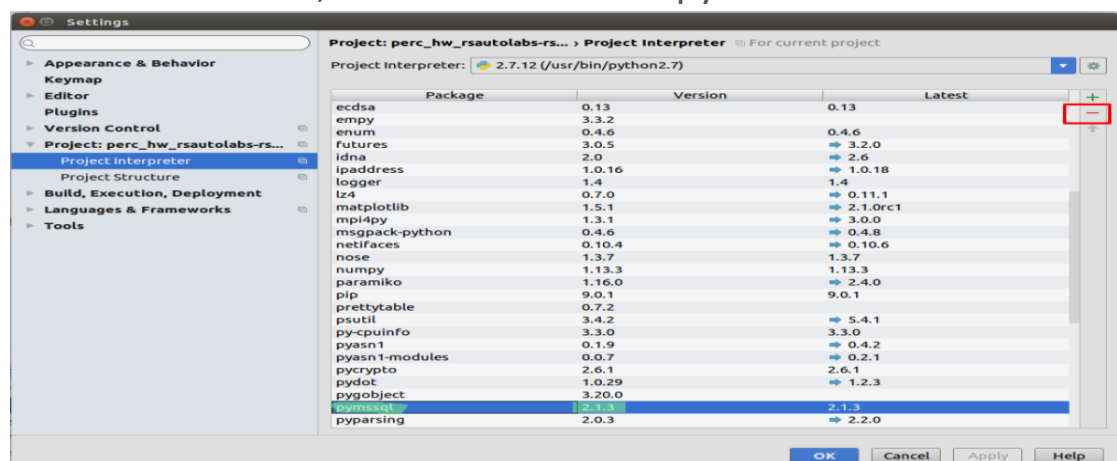 py
Settings
Project: perc_hw_rsautolabs-rs... › Project Interpreter For current project
Appearance & Behavior
Keymap
Editor
Plugins
Version Control
Project: perc_hw_rsautolabs-rs...
Project Interpreter
Project Structure
Build, Execution, Deployment
Languages & Frameworks
Tools
Project Interpreter: 2.7.12 (/usr/bin/python2.7)
Package Version Latest
ecdsa 0.13 0.13
empy 3.3.2
enum 0.4.6 0.4.6
futures 3.0.5 3.2.0
idna 2.0 2.6
ipaddress 1.0.16 1.0.18
logger 1.4 1.4
lz4 0.7.0 0.11.1
matplotlib 1.5.1 2.1.0rc1
mpi4py 1.3.1 3.0.0
msgpack-python 0.4.6 0.4.8
netifaces 0.10.4 0.10.6
nose 1.3.7 1.3.7
numpy 1.13.3 1.13.3
paramiko 1.16.0 2.4.0
pip 9.0.1 9.0.1
prettytable 0.7.2
psutil 3.4.2 5.4.1
py-cpuinfo 3.3.0 3.3.0
pyasn1 0.1.9 0.4.2
pyasn1-modules 0.0.7 0.2.1
pycrypto 2.6.1 2.6.1
pydot 1.0.29 1.2.3
pygobject 3.20.0
pymssql 2.1.3 2.1.3
pyparsing 2.0.3 2.2.0
OK Cancel Apply Help